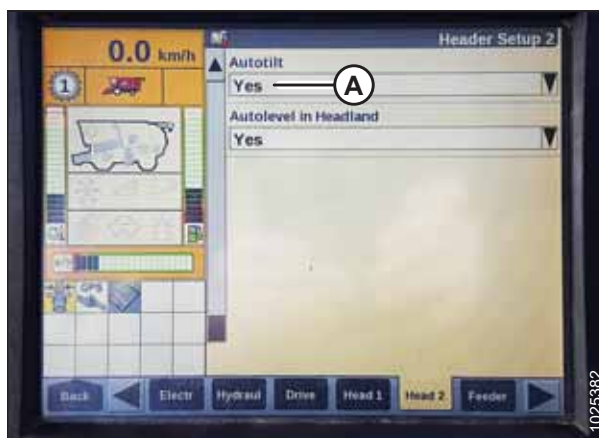 Header Setup 2
0.0 km/h
1
Autotilt
Yes
A
Autolevel in Headland
Yes
Back
Electr
Hydraul
Drive
Head 1
Head 2
Feeder
1025382